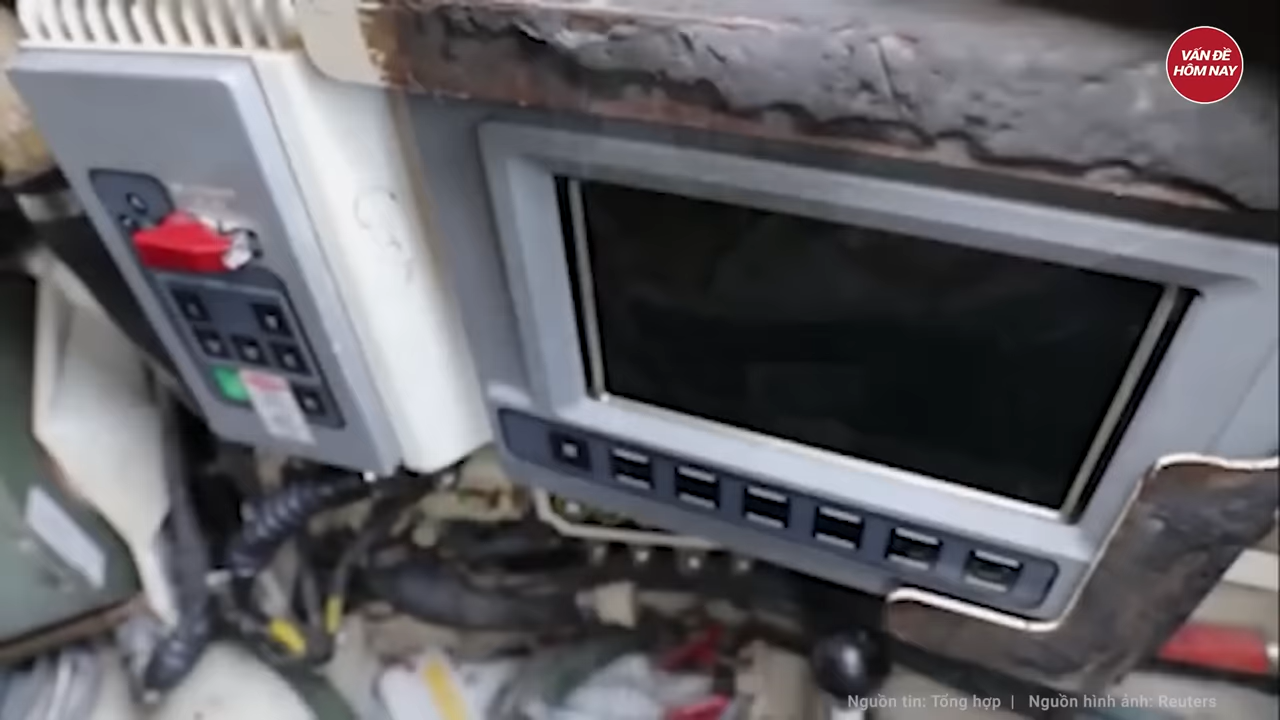 VẤN ĐỀ
HÔM NAY
Nguồn tin: Tổng hợp | Nguồn hình ảnh: Reuters